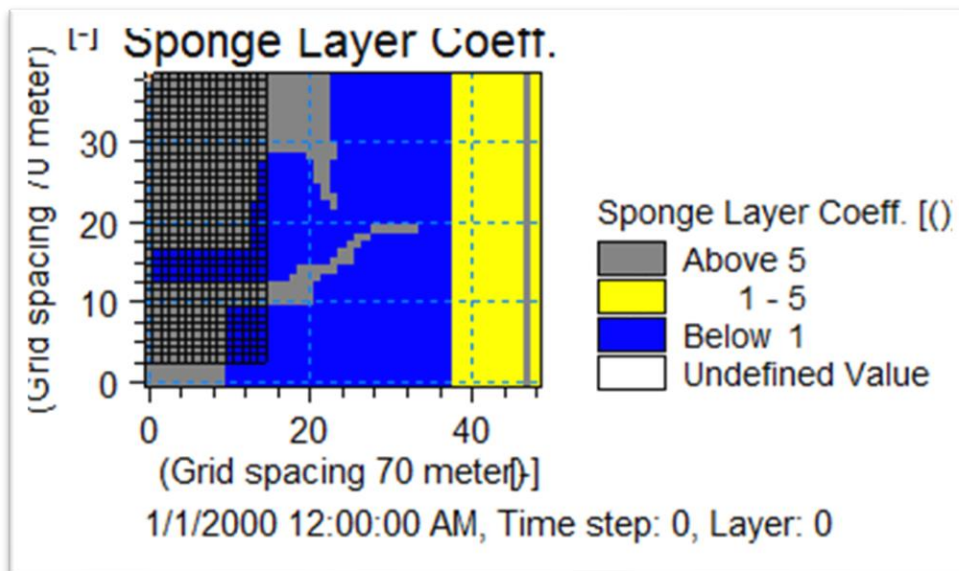 [-] Sponge Layer Coeff.
(Grid spacing 70 meter)
30
20
10
0
0 20 40
(Grid spacing 70 meter)
1/1/2000 12:00:00 AM, Time step: 0, Layer: 0
Sponge Layer Coeff. [()
Above 5
1 - 5
Below 1
Undefined Value